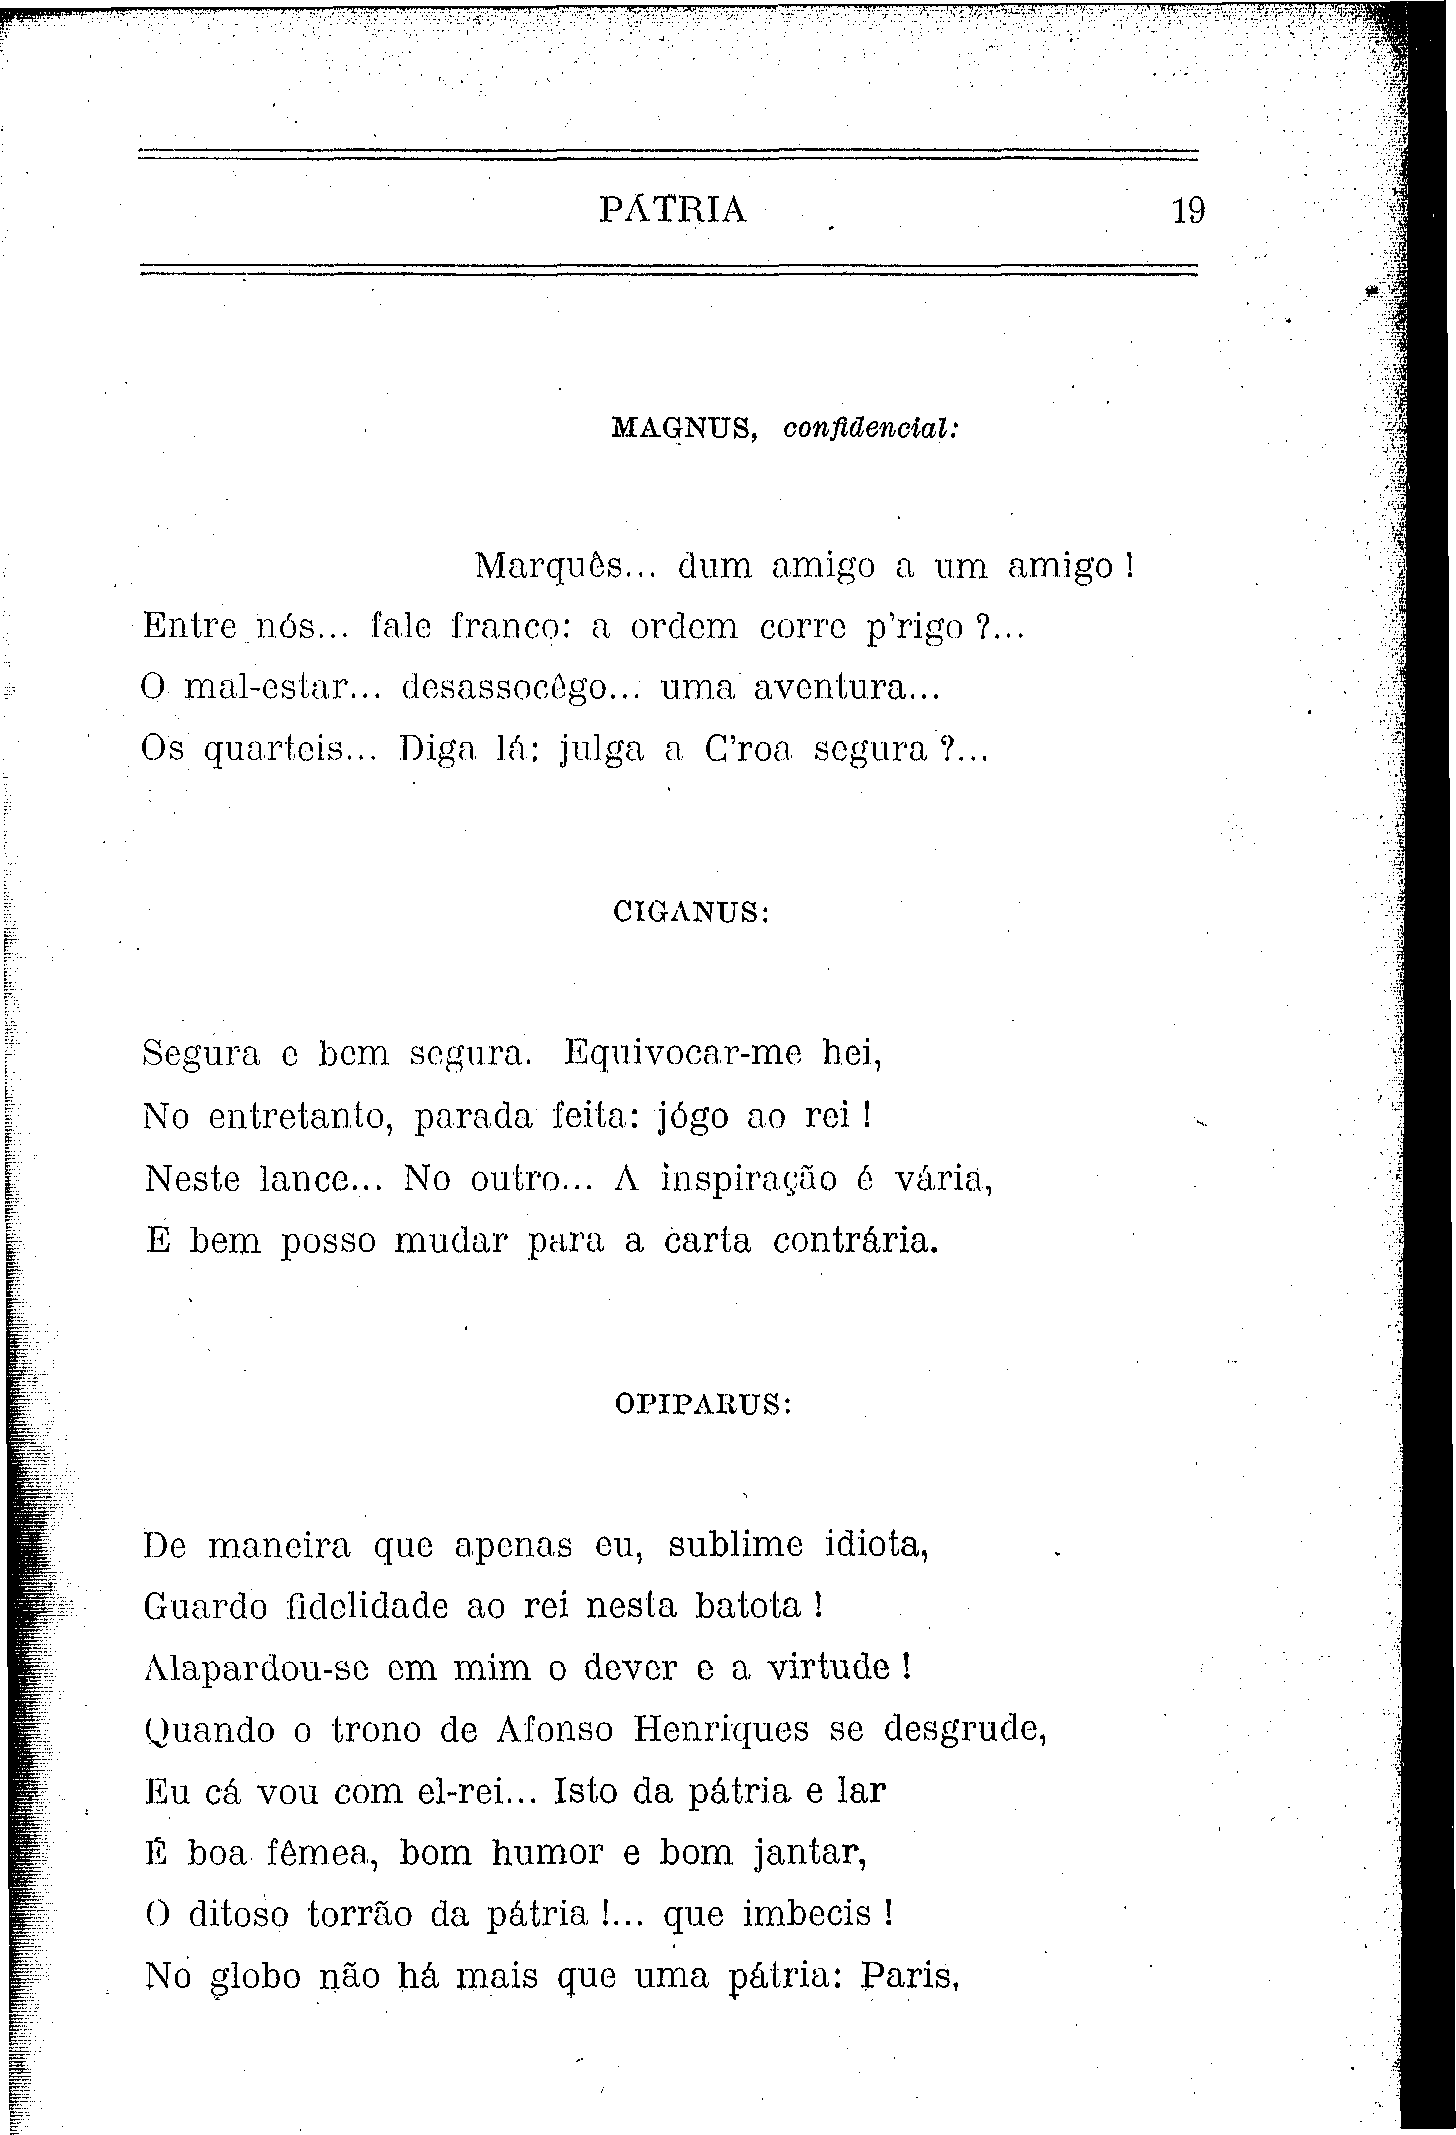 PÁTRIA 19
MAGNUS, confidencial:
Marquês... dum amigo a um amigo!
Entre nós... fale franco: a ordem corre p'rigo?...
O mal-estar... desassocêgo... uma aventura...
Os quarteis... Diga lá: julga a C'roa segura?...
CIGANUS:
Segura e bem segura. Equivocar-me hei,
No entretanto, parada feita: jógo ao rei!
Neste lance... No outro... A inspiração é vária,
E bem posso mudar para a carta contrária.
OPIPARUS:
De maneira que apenas eu, sublime idiota,
Guardo fidelidade ao rei nesta batota!
Alapardou-se em mim o dever e a virtude!
Quando o trono de Afonso Henriques se desgrude,
Eu cá vou com el-rei... Isto da pátria e lar
É boa fêmea, bom humor e bom jantar,
O ditoso torrão da pátria!... que imbecis!
No globo não há mais que uma pátria: Paris,